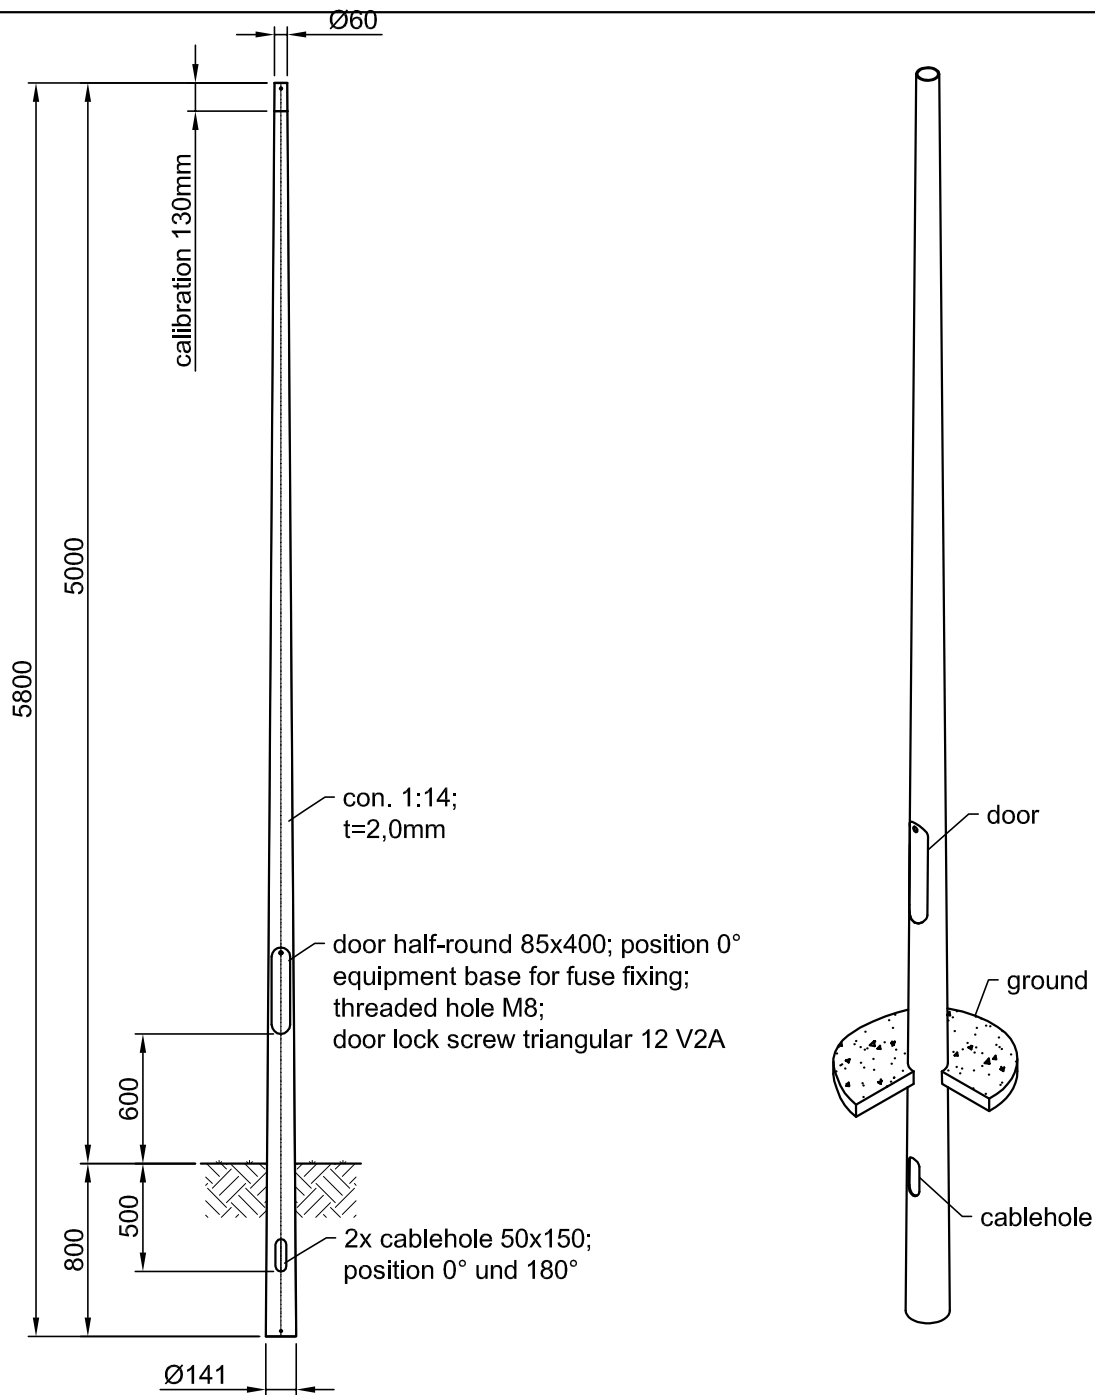 Ø60
calibration 130mm
5000
5800
con. 1:14;
t=2,0mm
door
door half-round 85x400; position 0°
equipment base for fuse fixing;
threaded hole M8;
door lock screw triangular 12 V2A
ground
600
500
800
2x cablehole 50x150;
position 0° und 180°
cablehole
Ø141